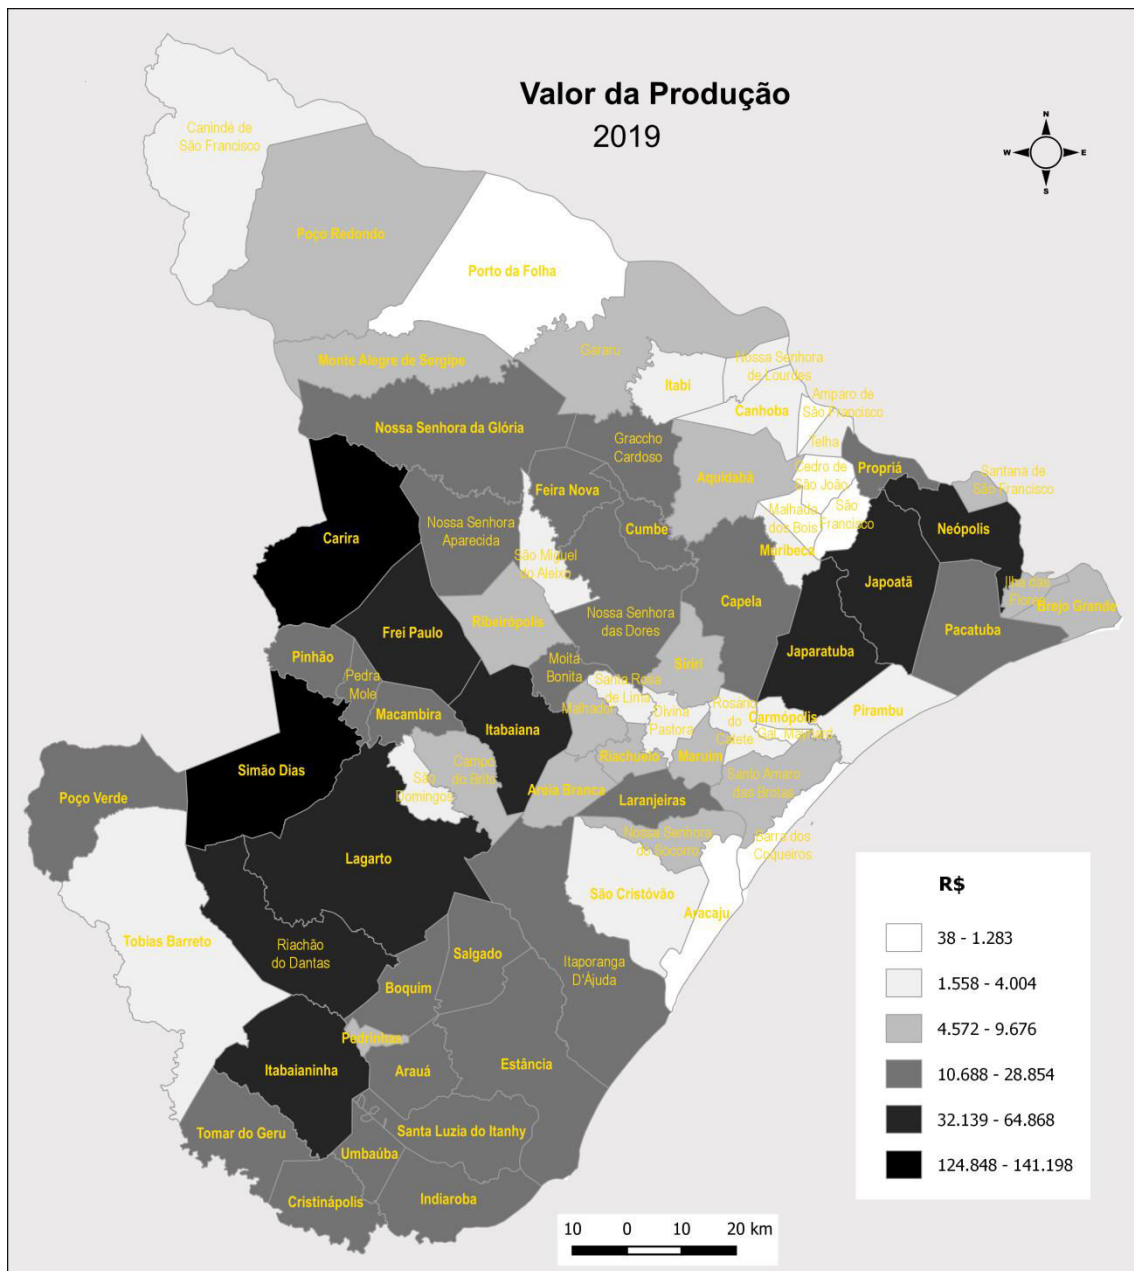 Valor da Produção
2019
N
W
E
S
Canindé de
São Francisco
Poço Redondo
Porto da Folha
Monte Alegre de Sergipe
Gararu
Itabi
Nossa Senhora
de Lourdes
Canhoba
Amparo de
São Francisco
Telha
Nossa Senhora da Glória
Graccho
Cardoso
Aquidabã
Cedro de
São João
Propriá
Santana de
São Francisco
Feira Nova
Nossa Senhora
Aparecida
Cumbe
Malhada
dos Bois
São
Francisco
Neópolis
Carira
São Miguel
do Aleixo
Muribeca
Japoatã
Ilha das
Flores
Brejo Grande
Frei Paulo
Ribeirópolis
Nossa Senhora
das Dores
Capela
Pacatuba
Pinhão
Pedra
Mole
Moita
Bonita
Siriri
Japaratuba
Macambira
Itabaiana
Malhador
Santa Rosa
de Lima
Divina
Pastora
Rosário
do
Catete
Carmópolis
Gal. Maynard
Pirambu
Simão Dias
São
Domingos
Campo
do Brito
Areia Branca
Riachuelo
Maruim
Santo Amaro
das Brotas
Poço Verde
Laranjeiras
Nossa Senhora
do Socorro
Barra dos
Coqueiros
Lagarto
São Cristóvão
Aracaju
Tobias Barreto
Riachão
do Dantas
Salgado
Boquim
Itaporanga
D'Ájuda
Pedrinhas
Itabaianinha
Arauá
Estância
Tomar do Geru
Santa Luzia do Itanhy
Umbaúba
Cristinápolis
Indiaroba
R$
38 - 1.283
1.558 - 4.004
4.572 - 9.676
10.688 - 28.854
32.139 - 64.868
124.848 - 141.198
10 0 10 20 km